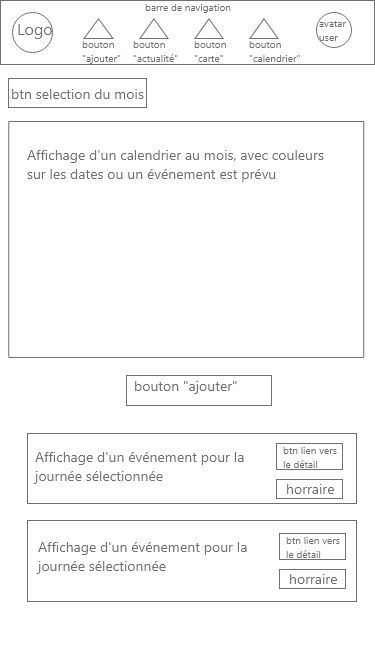 barre de navigation
Logo
bouton
"ajouter"
bouton
"actualité"
bouton
"carte"
bouton
"calendrier"
avatar
user
btn selection du mois
Affichage d'un calendrier au mois, avec couleurs
sur les dates ou un événement est prévu
bouton "ajouter"
Affichage d'un événement pour la
journée sélectionnée
btn lien vers
le détail
horraire
Affichage d'un événement pour la
journée sélectionnée
btn lien vers
le détail
horraire